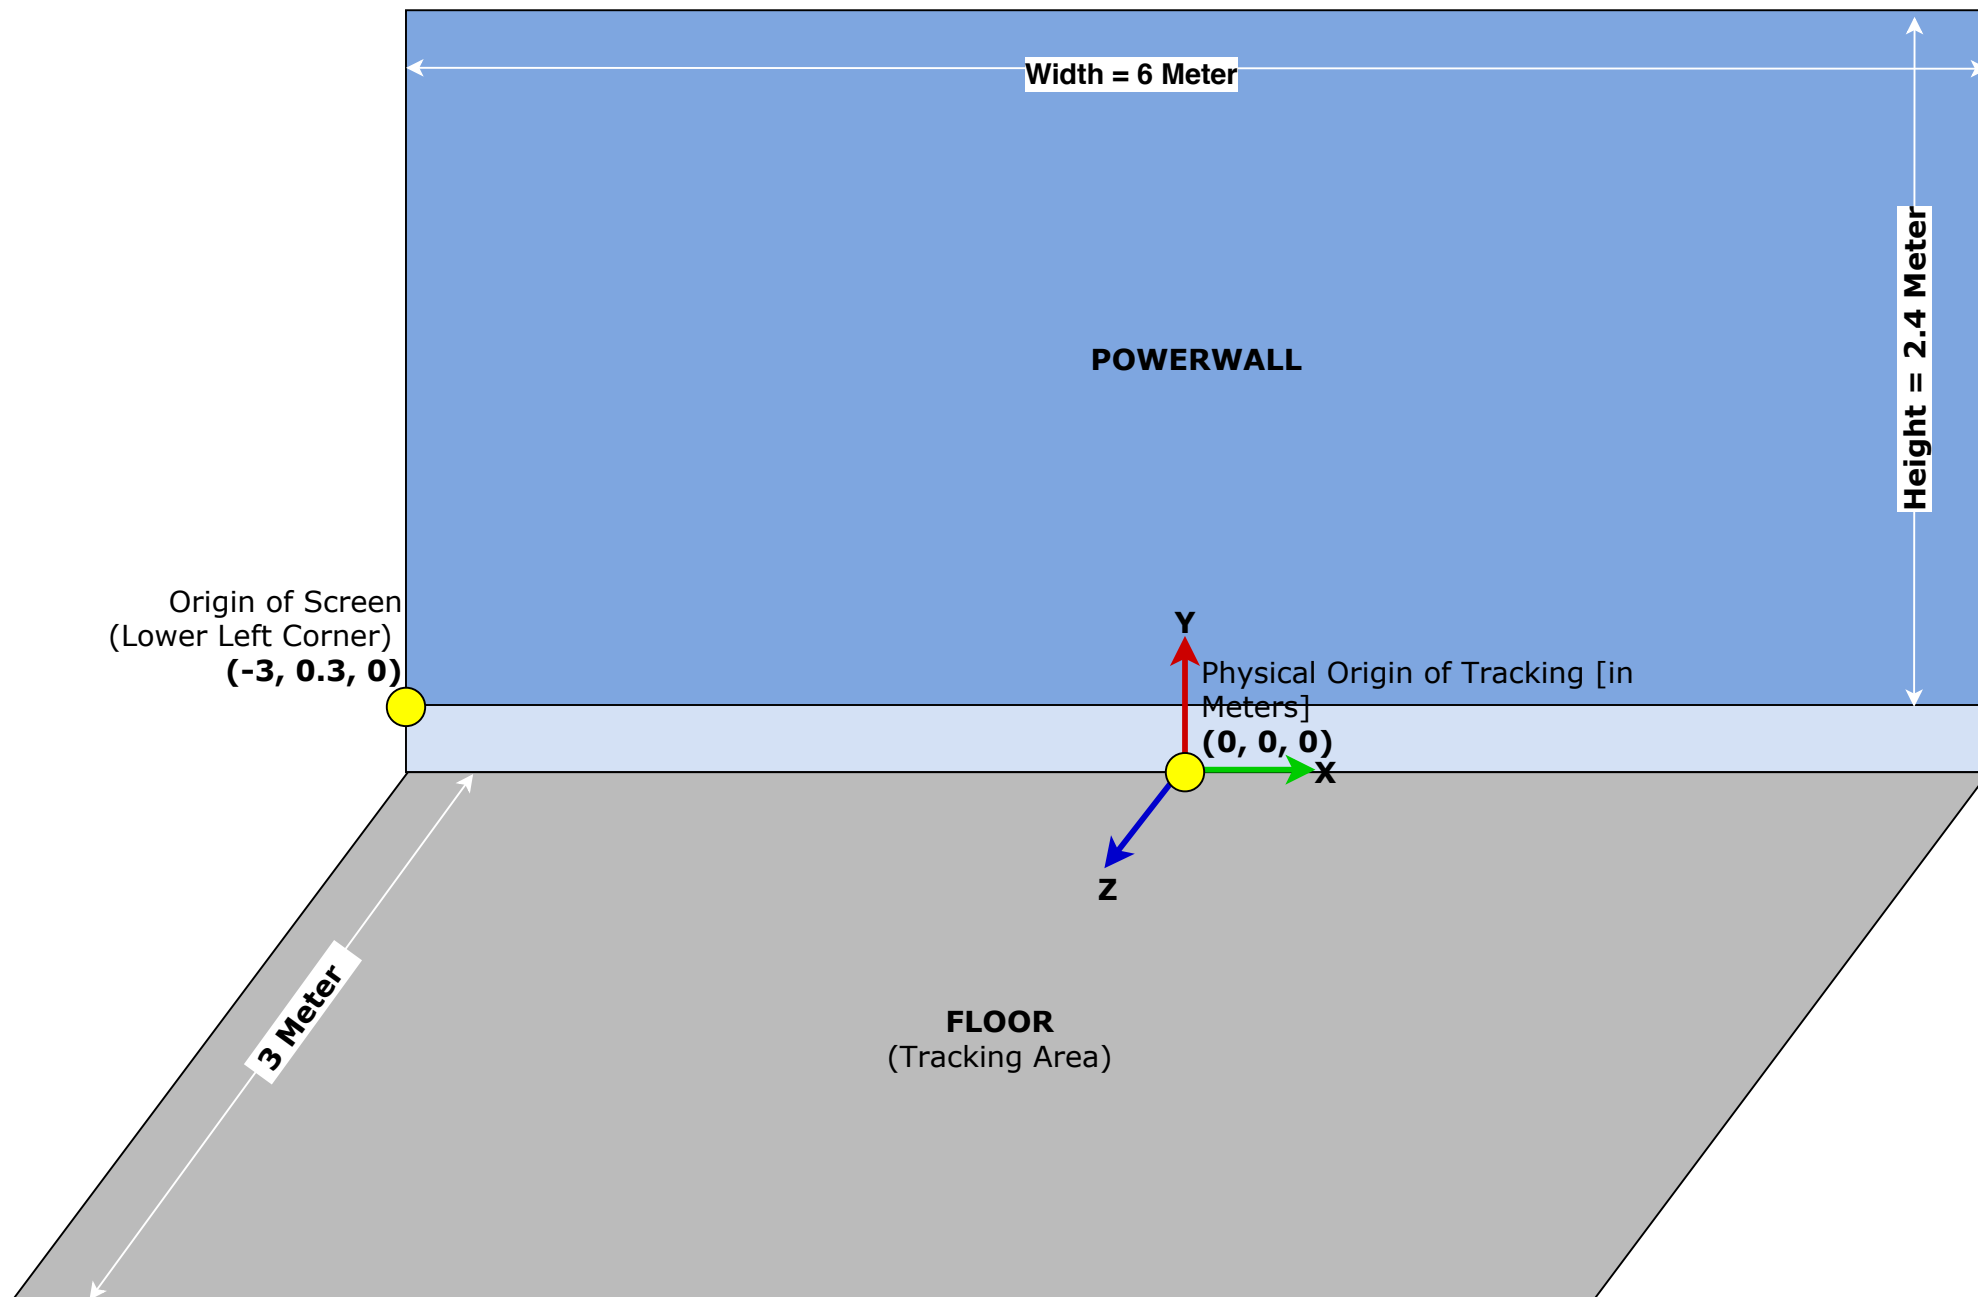 Width = 6 Meter
Height = 2.4 Meter
POWERWALL
Origin of Screen
(Lower Left Corner)
(-3, 0.3, 0)
Y
Physical Origin of Tracking [in
Meters]
(0, 0, 0)
X
Z
3 Meter
FLOOR
(Tracking Area)